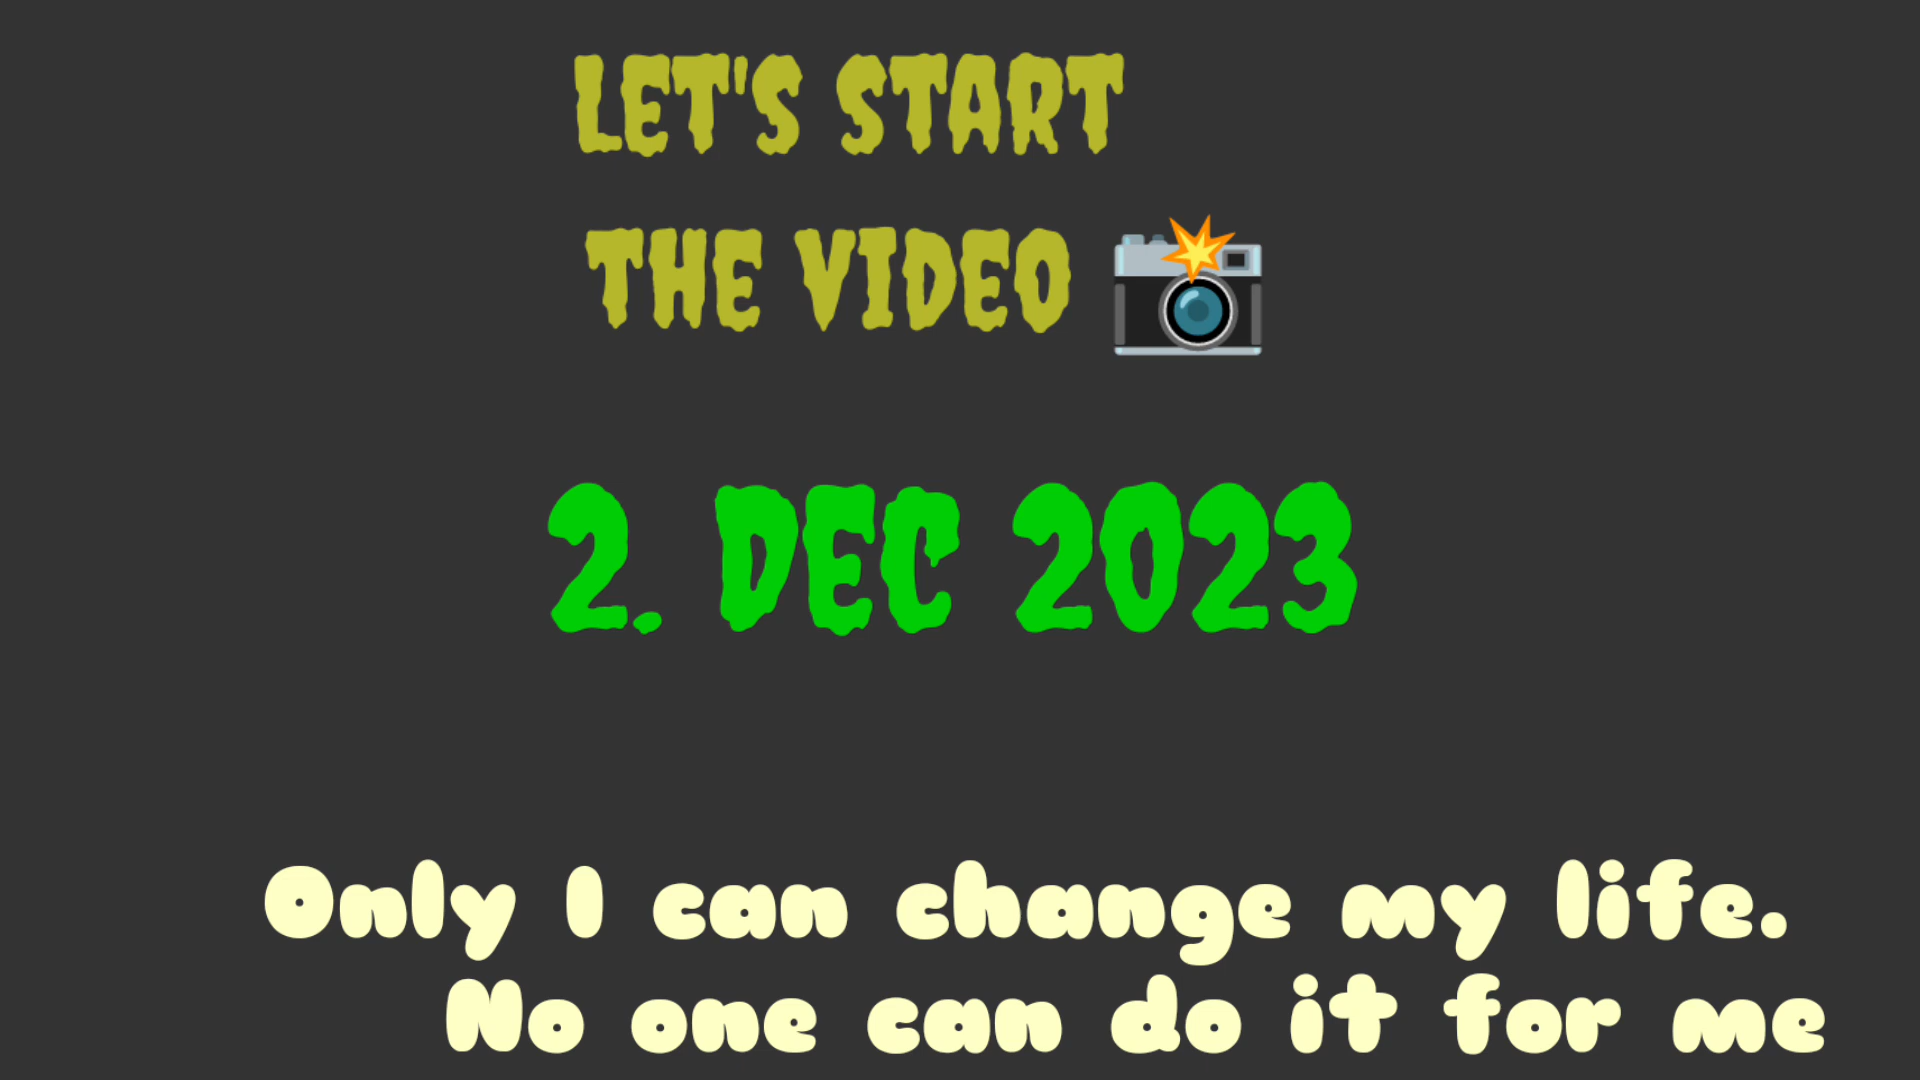 LET'S START
THE VIDEO 📸
2. DEC 2023
Only I can change my life.
No one can do it for me